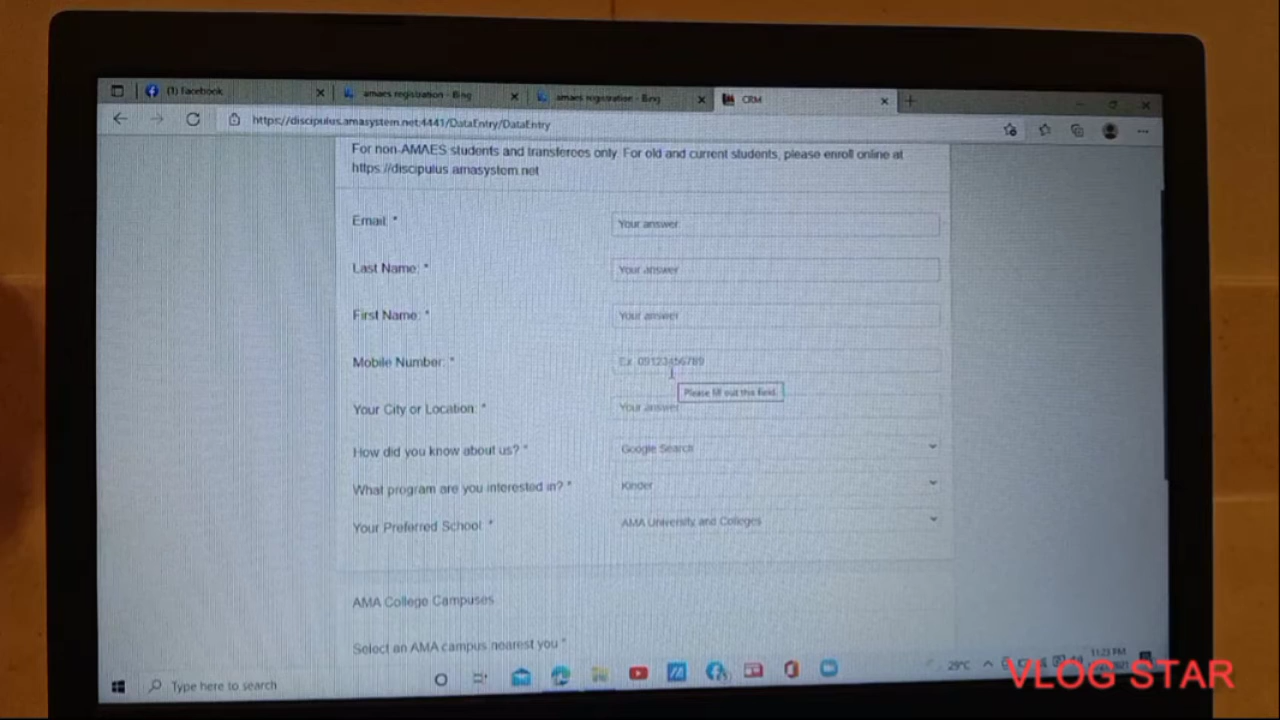 (1) Facebook
amaes registration - Bing
amaes registration - Bing
CRM
https://discipulus.amasystem.net:4441/DataEntry/DataEntry
For non-AMAES students and transferees only. For old and current students, please enroll online at
https://discipulus.amasystem.net
Email: * Your answer
Last Name: * Your answer
First Name: * Your answer
Mobile Number: * Ex. 09123456789
Please fill out this field.
Your City or Location: * Your answer
How did you know about us? * Google Search
What program are you interested in? * Kinder
Your Preferred School: * AMA University and Colleges
AMA College Campuses
Select an AMA campus nearest you *
Type here to search
29°C
11:23 PM
VLOG STAR